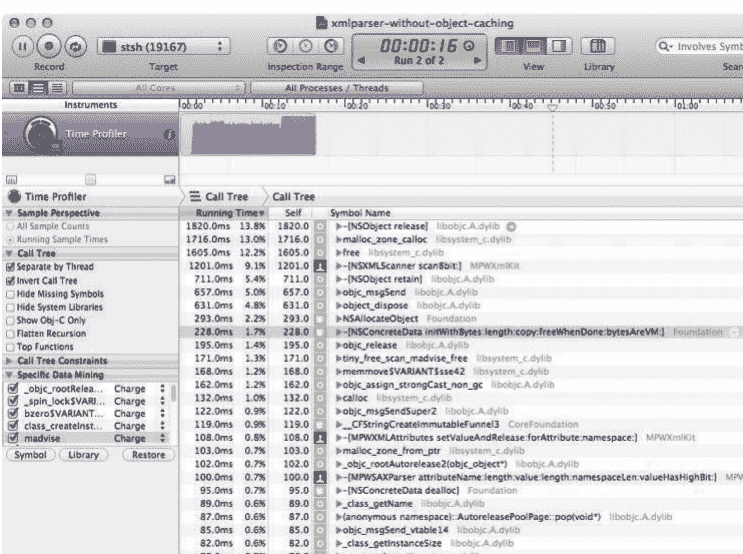 xmlparser-without-object-caching
stsh (19167)
00:00:16
Run 2 of 2
Involves Symb
Record Target Inspection Range View Library Sear
All Cores All Processes / Threads
Instruments 00:00 00:10 00:20 00:30 00:40 00:50 01:00
Time Profiler
Time Profiler Call Tree Call Tree
Sample Perspective
All Sample Counts
Running Sample Times
Call Tree
Separate by Thread
Invert Call Tree
Hide Missing Symbols
Hide System Libraries
Show Obj-C Only
Flatten Recursion
Top Functions
Call Tree Constraints
Specific Data Mining
_objc_rootRelea... Charge
_spin_lock$VARI... Charge
bzero$VARIANT... Charge
class_createInst... Charge
madvise Charge
Symbol Library Restore
Running Time Self Symbol Name
1820.0ms 13.8% 1820.0 -[NSObject release] libobjc.A.dylib
1716.0ms 13.0% 1716.0 malloc_zone_calloc libsystem_c.dylib
1605.0ms 12.2% 1605.0 free libsystem_c.dylib
1201.0ms 9.1% 1201.0 -[NSXMLScanner scan8bit:] MPWXmlKit
711.0ms 5.4% 711.0 -[NSObject retain] libobjc.A.dylib
657.0ms 5.0% 657.0 objc_msgSend libobjc.A.dylib
631.0ms 4.8% 631.0 object_dispose libobjc.A.dylib
293.0ms 2.2% 293.0 NSAllocateObject Foundation
228.0ms 1.7% 228.0 -[NSConcreteData initWithBytes:length:copy:freeWhenDone:bytesAreVM:] Foundation
195.0ms 1.4% 195.0 objc_release libobjc.A.dylib
171.0ms 1.3% 171.0 tiny_free_scan_madvise_free libsystem_c.dylib
168.0ms 1.2% 168.0 memmove$VARIANT$sse42 libsystem_c.dylib
162.0ms 1.2% 162.0 objc_assign_strongCast_non_gc libobjc.A.dylib
132.0ms 1.0% 132.0 calloc libsystem_c.dylib
122.0ms 0.9% 122.0 objc_msgSendSuper2 libobjc.A.dylib
119.0ms 0.9% 119.0 __CFStringCreateImmutableFunnel3 CoreFoundation
108.0ms 0.8% 108.0 -[MPWXMLAttributes setValueAndRelease:forAttribute:namespace:] MPWXmlKit
103.0ms 0.7% 103.0 malloc_zone_from_ptr libsystem_c.dylib
102.0ms 0.7% 102.0 _objc_rootAutorelease2(objc_object*) libobjc.A.dylib
100.0ms 0.7% 100.0 -[MPWSAXParser attributeName:length:value:length:namespaceLen:valueHasHighBit:] MPW
95.0ms 0.7% 95.0 -[NSConcreteData dealloc] Foundation
89.0ms 0.6% 89.0 _class_getName libobjc.A.dylib
87.0ms 0.6% 87.0 (anonymous namespace)::AutoreleasePoolPage::pop(void*) libobjc.A.dylib
85.0ms 0.6% 85.0 objc_msgSend_vtable14 libobjc.A.dylib
82.0ms 0.6% 82.0 _class_getInstanceSize libobjc.A.dylib